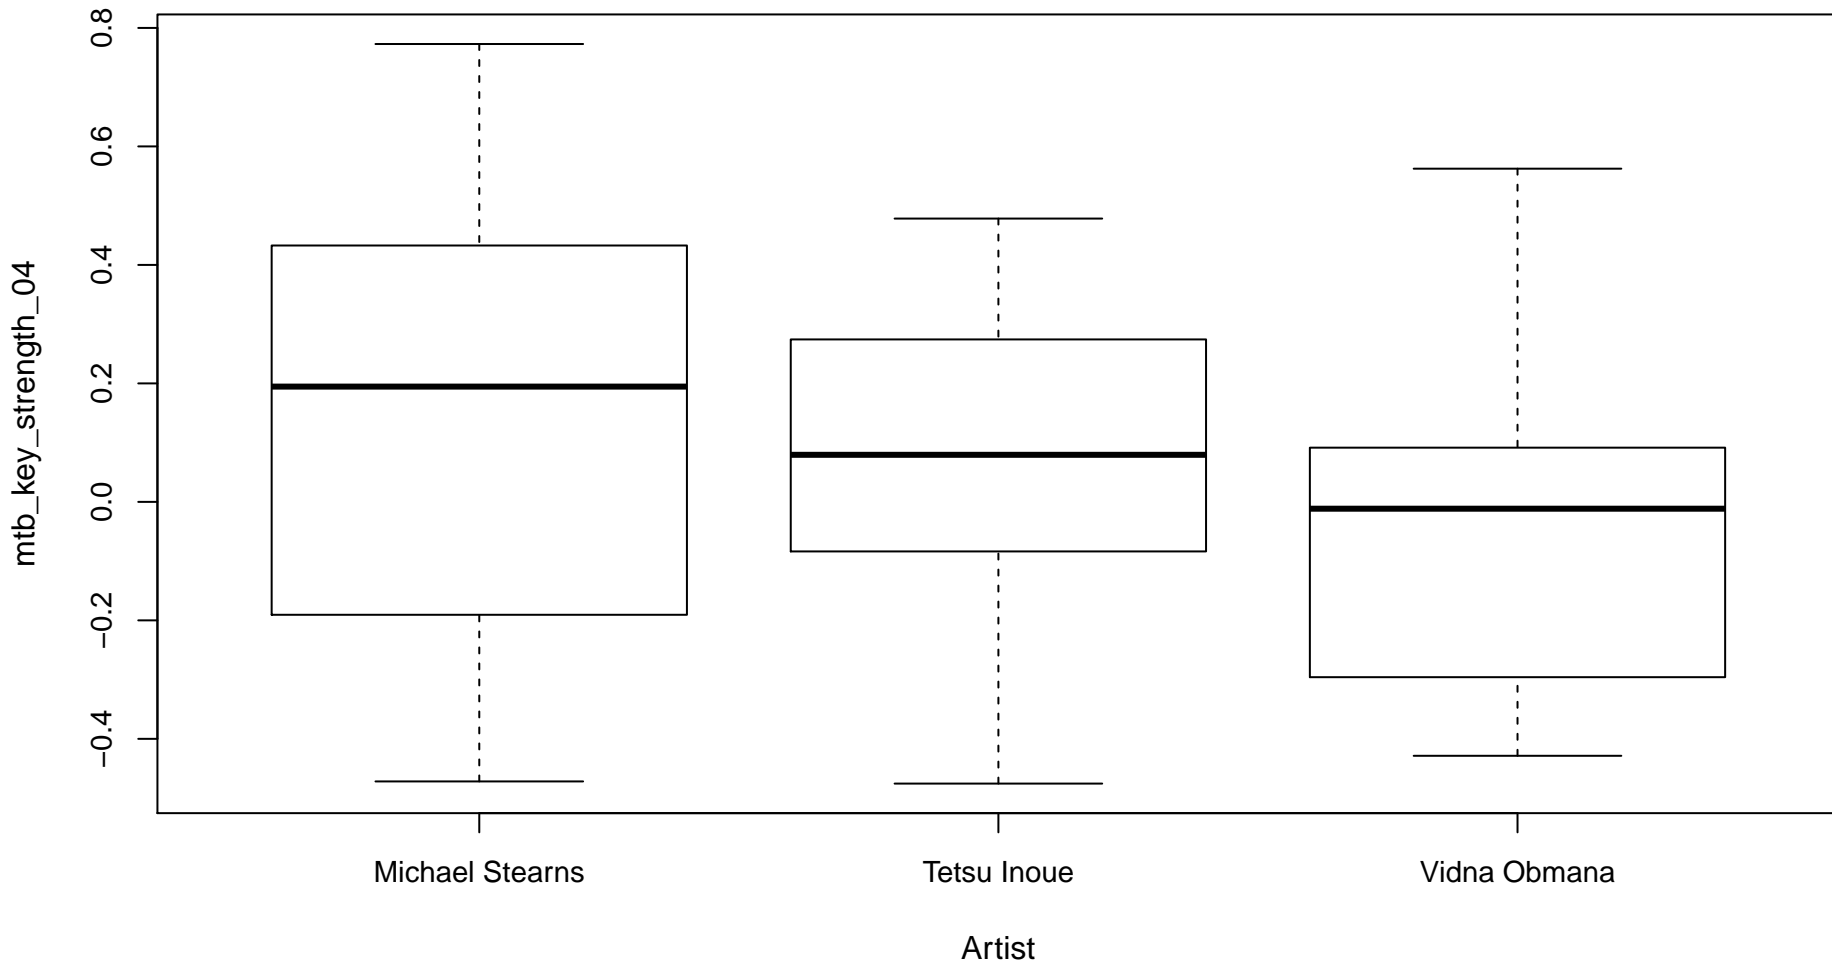 mtb_key_strength_04
0.8
0.6
0.4
0.2
0.0
−0.2
−0.4
Michael Stearns Tetsu Inoue Vidna Obmana
Artist